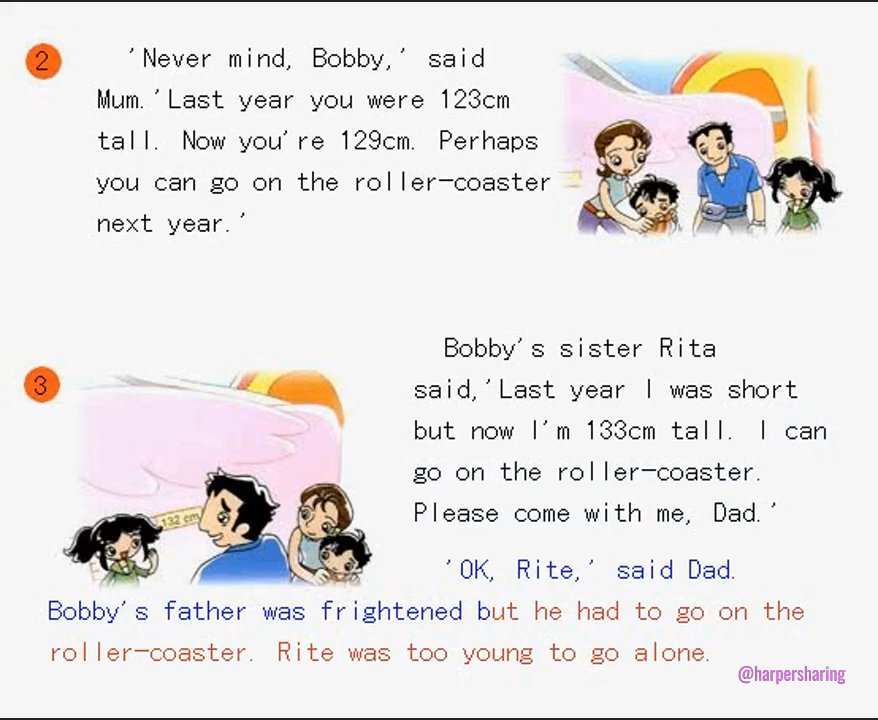 2
'Never mind, Bobby,' said
Mum.'Last year you were 123cm
tall. Now you're 129cm. Perhaps
you can go on the roller-coaster
next year.'
3
Bobby's sister Rita
said,'Last year I was short
but now I'm 133cm tall. I can
go on the roller-coaster.
Please come with me, Dad.'
132 cm
'OK, Rite,' said Dad.
Bobby's father was frightened but he had to go on the
roller-coaster. Rite was too young to go alone.
@harpersharing